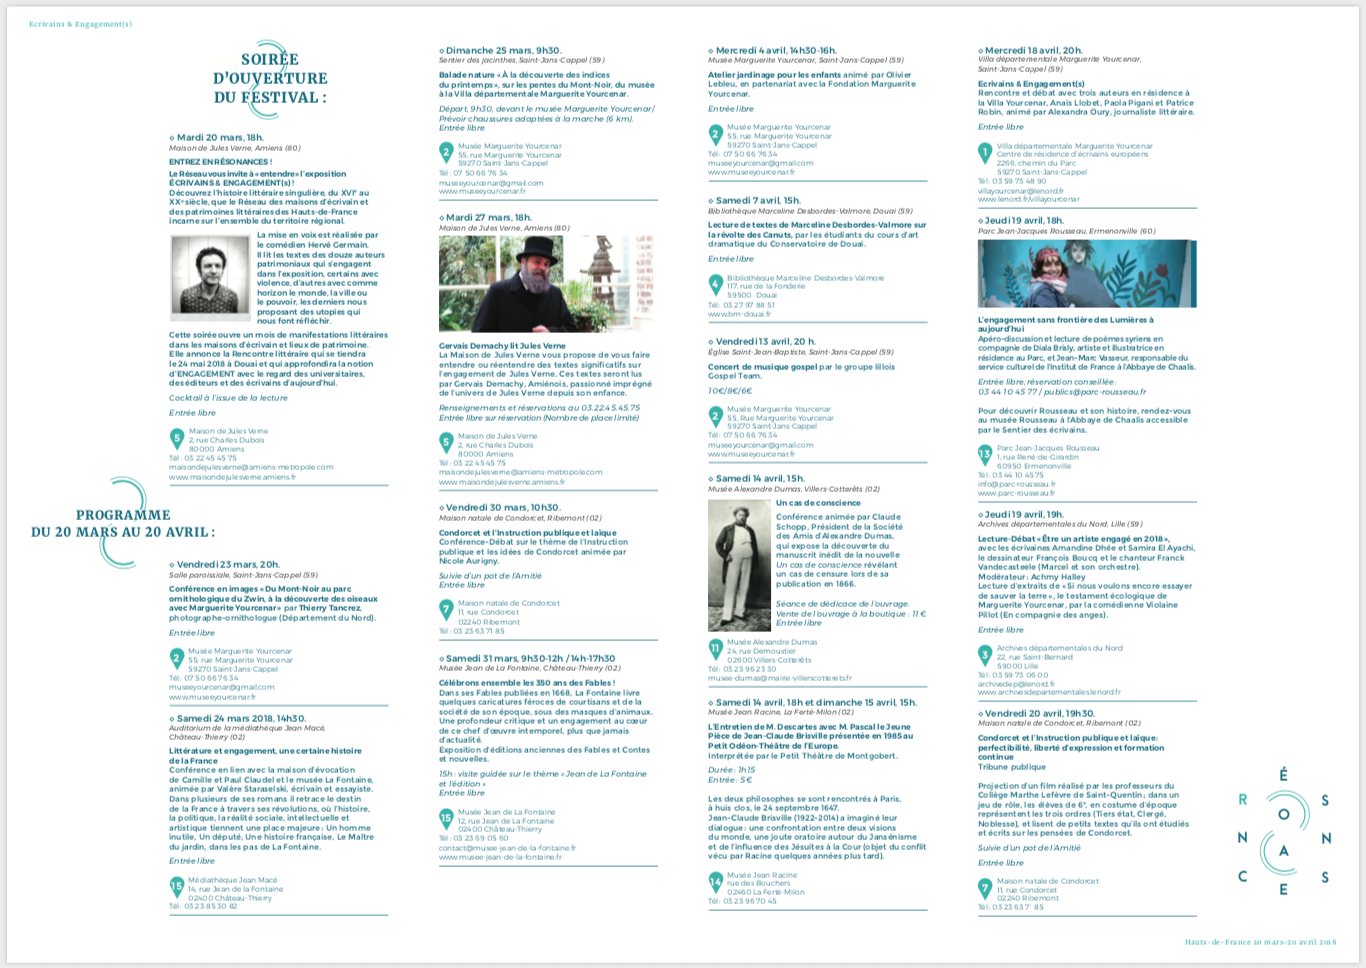 Ecrivains & Engagement(s)
SOIRÉE
D'OUVERTURE
DU FESTIVAL :
⋄ Mardi 20 mars, 18h.
Maison de Jules Verne, Amiens (80)
ENTREZ EN RÉSONANCES !
Le Réseau vous invite à « entendre » l'exposition
ÉCRIVAINS & ENGAGEMENT(s) !
Découvrez l'histoire littéraire singulière, du XVIᵉ au
XXᵉ siècle, que le Réseau des maisons d'écrivain et
des patrimoines littéraires des Hauts-de-France
incarne sur l'ensemble du territoire régional.
La mise en voix est réalisée par
le comédien Hervé Germain.
Il lit les textes des douze auteurs
patrimoniaux qui s'engagent
dans l'exposition, certains avec
violence, d'autres avec comme
horizon le monde, la ville ou
le pouvoir, les derniers nous
proposant des utopies qui
nous font réfléchir.
Cette soirée ouvre un mois de manifestations littéraires
dans les maisons d'écrivain et lieux de patrimoine.
Elle annonce la Rencontre littéraire qui se tiendra
le 24 mai 2018 à Douai et qui approfondira la notion
d'ENGAGEMENT avec le regard des universitaires,
des éditeurs et des écrivains d'aujourd'hui.
Cocktail à l'issue de la lecture
Entrée libre
5
Maison de Jules Verne
2, rue Charles Dubois
80000 Amiens
Tél : 03 22 45 45 75
maisondejulesverne@amiens-metropole.com
www.maisondejulesverne.amiens.fr
PROGRAMME
DU 20 MARS AU 20 AVRIL :
⋄ Vendredi 23 mars, 20h.
Salle paroissiale, Saint-Jans-Cappel (59)
Conférence en images « Du Mont-Noir au parc
ornithologique du Zwin, à la découverte des oiseaux
avec Marguerite Yourcenar » par Thierry Tancrez,
photographe-ornithologue (Département du Nord).
Entrée libre
2
Musée Marguerite Yourcenar
55, rue Marguerite Yourcenar
59270 Saint-Jans-Cappel
Tél : 07 50 66 76 34
museeyourcenar@gmail.com
www.museeyourcenar.fr
⋄ Samedi 24 mars 2018, 14h30.
Auditorium de la médiathèque Jean Macé,
Château-Thierry (02)
Littérature et engagement, une certaine histoire
de la France
Conférence en lien avec la maison d'évocation
de Camille et Paul Claudel et le musée La Fontaine,
animée par Valère Staraselski, écrivain et essayiste.
Dans plusieurs de ses romans il retrace le destin
de la France à travers ses révolutions, où l'histoire,
la politique, la réalité sociale, intellectuelle et
artistique tiennent une place majeure : Un homme
inutile, Un député, Une histoire française, Le Maître
du jardin, dans les pas de La Fontaine.
Entrée libre
15
Médiathèque Jean Macé
14, rue Jean de la Fontaine
02400 Château-Thierry
Tél: 03 23 85 30 82
⋄ Dimanche 25 mars, 9h30.
Sentier des jacinthes, Saint-Jans-Cappel (59)
Balade nature « À la découverte des indices
du printemps », sur les pentes du Mont-Noir, du musée
à la Villa départementale Marguerite Yourcenar.
Départ, 9h30, devant le musée Marguerite Yourcenar/
Prévoir chaussures adaptées à la marche (6 km).
Entrée libre
2
Musée Marguerite Yourcenar
55, rue Marguerite Yourcenar
59270 Saint-Jans-Cappel
Tél : 07 50 66 76 34
museeyourcenar@gmail.com
www.museeyourcenar.fr
⋄ Mardi 27 mars, 18h.
Maison de Jules Verne, Amiens (80)
Gervais Demachy lit Jules Verne
La Maison de Jules Verne vous propose de vous faire
entendre ou réentendre des textes significatifs sur
l'engagement de Jules Verne. Ces textes seront lus
par Gervais Demachy, Amiénois, passionné imprégné
de l'univers de Jules Verne depuis son enfance.
Renseignements et réservations au 03.22.45.45.75
Entrée libre sur réservation (Nombre de place limité)
5
Maison de Jules Verne
2, rue Charles Dubois
80000 Amiens
Tél : 03 22 45 45 75
maisondejulesverne@amiens-metropole.com
www.maisondejulesverne.amiens.fr
⋄ Vendredi 30 mars, 10h30.
Maison natale de Condorcet, Ribemont (02)
Condorcet et l'Instruction publique et laïque
Conférence-Débat sur le thème de l'Instruction
publique et les idées de Condorcet animée par
Nicole Aurigny.
Suivie d'un pot de l'Amitié
Entrée libre
7
Maison natale de Condorcet
11, rue Condorcet
02240 Ribemont
Tél : 03 23 63 71 85
⋄ Samedi 31 mars, 9h30-12h / 14h-17h30
Musée Jean de La Fontaine, Château-Thierry (02)
Célébrons ensemble les 350 ans des Fables !
Dans ses Fables publiées en 1668, La Fontaine livre
quelques caricatures féroces de courtisans et de la
société de son époque, sous des masques d'animaux.
Une profondeur critique et un engagement au cœur
de ce chef d'œuvre intemporel, plus que jamais
d'actualité.
Exposition d'éditions anciennes des Fables et Contes
et nouvelles.
15h : visite guidée sur le thème « Jean de La Fontaine
et l'édition »
Entrée libre
15
Musée Jean de La Fontaine
12, rue Jean de La Fontaine
02400 Château-Thierry
Tél : 03 23 69 05 60
contact@musee-jean-de-la-fontaine.fr
www.musee-jean-de-la-fontaine.fr
⋄ Mercredi 4 avril, 14h30-16h.
Musée Marguerite Yourcenar, Saint-Jans-Cappel (59)
Atelier jardinage pour les enfants animé par Olivier
Lebleu, en partenariat avec la Fondation Marguerite
Yourcenar.
Entrée libre
2
Musée Marguerite Yourcenar
55, rue Marguerite Yourcenar
59270 Saint-Jans-Cappel
Tél : 07 50 66 76 34
museeyourcenar@gmail.com
www.museeyourcenar.fr
⋄ Samedi 7 avril, 15h.
Bibliothèque Marceline Desbordes-Valmore, Douai (59)
Lecture de textes de Marceline Desbordes-Valmore sur
la révolte des Canuts, par les étudiants du cours d'art
dramatique du Conservatoire de Douai.
Entrée libre
4
Bibliothèque Marceline Desbordes-Valmore
117, rue de la Fonderie
59500 Douai
Tél : 03 27 97 88 51
www.bm-douai.fr
⋄ Vendredi 13 avril, 20 h.
Église Saint-Jean-Baptiste, Saint-Jans-Cappel (59)
Concert de musique gospel par le groupe lillois
Gospel Team.
10€/8€/6€
2
Musée Marguerite Yourcenar
55, Rue Marguerite Yourcenar
59270 Saint-Jans-Cappel
Tél : 07 50 66 76 34
museeyourcenar@gmail.com
www.museeyourcenar.fr
⋄ Samedi 14 avril, 15h.
Musée Alexandre Dumas, Villers-Cotterêts (02)
Un cas de conscience
Conférence animée par Claude
Schopp, Président de la Société
des Amis d'Alexandre Dumas,
qui expose la découverte du
manuscrit inédit de la nouvelle
Un cas de conscience révélant
un cas de censure lors de sa
publication en 1866.
Séance de dédicace de l'ouvrage.
Vente de l'ouvrage à la boutique : 11 €
Entrée libre
11
Musée Alexandre Dumas
24, rue Demoustier
02600 Villers-Cotterêts
Tél : 03 23 96 23 30
musee-dumas@mairie-villerscotterets.fr
⋄ Samedi 14 avril, 18h et dimanche 15 avril, 15h.
Musée Jean Racine, La Ferté-Milon (02)
L'Entretien de M. Descartes avec M. Pascal le Jeune
Pièce de Jean-Claude Brisville présentée en 1985 au
Petit Odéon-Théâtre de l'Europe.
Interprétée par le Petit Théâtre de Montgobert.
Durée : 1h15
Entrée : 5€
Les deux philosophes se sont rencontrés à Paris,
à huis clos, le 24 septembre 1647.
Jean-Claude Brisville (1922-2014) a imaginé leur
dialogue : une confrontation entre deux visions
du monde, une joute oratoire autour du Jansénisme
et de l'influence des Jésuites à la Cour (objet du conflit
vécu par Racine quelques années plus tard).
14
Musée Jean Racine
rue des Bouchers
02460 La Ferté-Milon
Tél : 03 23 96 70 45
⋄ Mercredi 18 avril, 20h.
Villa départementale Marguerite Yourcenar,
Saint-Jans-Cappel (59)
Ecrivains & Engagement(s)
Rencontre et débat avec trois auteurs en résidence à
la Villa Yourcenar, Anaïs Llobet, Paola Pigani et Patrice
Robin, animé par Alexandra Oury, journaliste littéraire.
Entrée libre
1
Villa départementale Marguerite Yourcenar
Centre de résidence d'écrivains européens
2266, chemin du Parc
59270 Saint-Jans-Cappel
Tél : 03 59 73 48 90
villayourcenar@lenord.fr
www.lenord.fr/villayourcenar
⋄ Jeudi 19 avril, 18h.
Parc Jean-Jacques Rousseau, Ermenonville (60)
L'engagement sans frontière des Lumières à
aujourd'hui
Apéro-discussion et lecture de poèmes syriens en
compagnie de Diala Brisly, artiste et illustratrice en
résidence au Parc, et Jean-Marc Vasseur, responsable du
service culturel de l'Institut de France à l'Abbaye de Chaalis.
Entrée libre, réservation conseillée :
03 44 10 45 77 / publics@parc-rousseau.fr
Pour découvrir Rousseau et son histoire, rendez-vous
au musée Rousseau à l'Abbaye de Chaalis accessible
par le Sentier des écrivains.
13
Parc Jean-Jacques Rousseau
1, rue René-de-Girardin
60950 Ermenonville
Tél : 03 44 10 45 75
info@parc-rousseau.fr
www.parc-rousseau.fr
⋄ Jeudi 19 avril, 19h.
Archives départementales du Nord, Lille (59)
Lecture-Débat « Être un artiste engagé en 2018 »,
avec les écrivaines Amandine Dhée et Samira El Ayachi,
le dessinateur François Boucq et le chanteur Franck
Vandecasteele (Marcel et son orchestre).
Modérateur : Achmy Halley
Lecture d'extraits de « Si nous voulons encore essayer
de sauver la terre », le testament écologique de
Marguerite Yourcenar, par la comédienne Violaine
Pillot (En compagnie des anges).
Entrée libre
3
Archives départementales du Nord
22, rue Saint-Bernard
59000 Lille
Tél : 03 59 73 06 00
archivedep@lenord.fr
www.archivesdepartementales.lenord.fr
⋄ Vendredi 20 avril, 19h30.
Maison natale de Condorcet, Ribemont (02)
Condorcet et l'Instruction publique et laïque:
perfectibilité, liberté d'expression et formation
continue
Tribune publique
Projection d'un film réalisé par les professeurs du
Collège Marthe Lefèvre de Saint-Quentin ; dans un
jeu de rôle, les élèves de 6ᵉ, en costume d'époque
représentent les trois ordres (Tiers état, Clergé,
Noblesse), et lisent de petits textes qu'ils ont étudiés
et écrits sur les pensées de Condorcet.
Suivie d'un pot de l'Amitié
Entrée libre
7
Maison natale de Condorcet
11, rue Condorcet
02240 Ribemont
É
R S
O
N N
A
C S
E
Hauts-de-France 20 mars-20 avril 2018